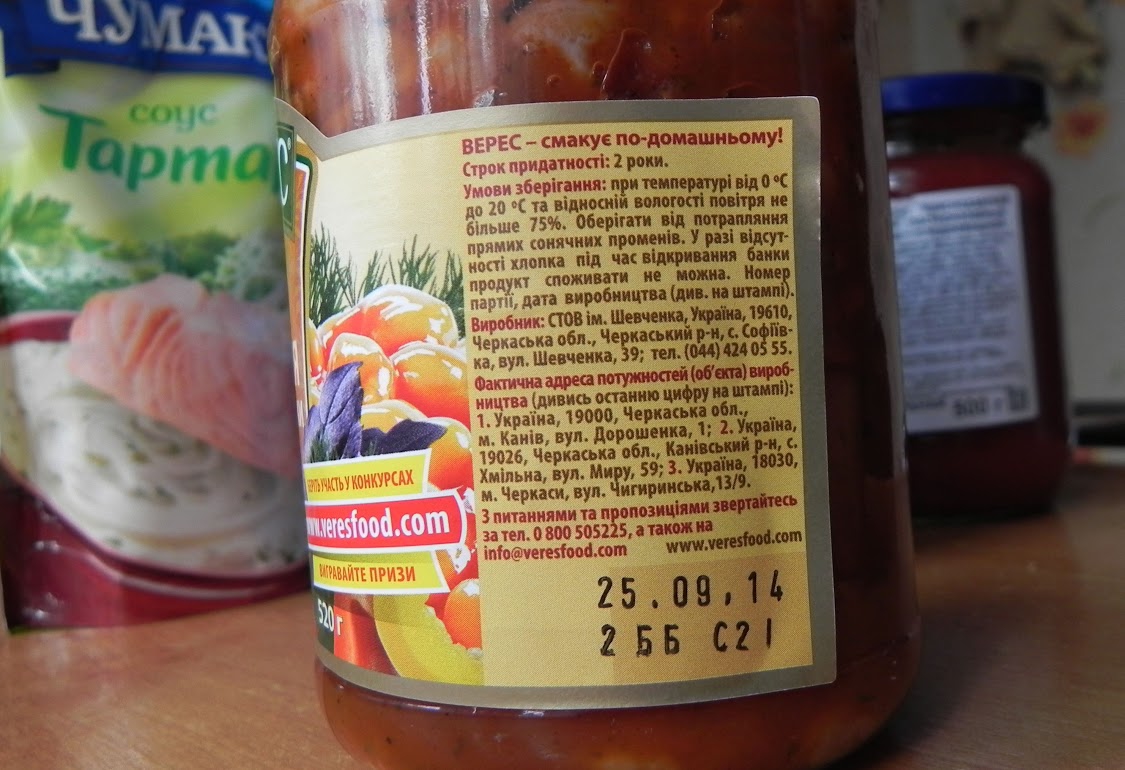 ЧУМАК
соус
Тарта
С
ВЕРЕС – смакує по-домашньому!
Строк придатності: 2 роки.
Умови зберігання: при температурі від 0 °С
до 20 °С та відносній вологості повітря не
більше 75%. Оберігати від потрапляння
прямих сонячних променів. У разі відсут-
ності хлопка під час відкривання банки
продукт споживати не можна. Номер
партії, дата виробництва (див. на штампі).
Виробник: СТОВ ім. Шевченка, Україна, 19610,
Черкаська обл., Черкаський р-н, с. Софіїв-
ка, вул. Шевченка, 39; тел. (044) 424 05 55.
Фактична адреса потужностей (об'єкта) вироб-
ництва (дивись останню цифру на штампі):
1. Україна, 19000, Черкаська обл.,
м. Канів, вул. Дорошенка, 1; 2. Україна,
19026, Черкаська обл., Канівський р-н, с.
Хмільна, вул. Миру, 59; 3. Україна, 18030,
м. Черкаси, вул. Чигиринська,13/9.
З питаннями та пропозиціями звертайтесь
за тел. 0 800 505225, а також на
info@veresfood.com www.veresfood.com
25.09.14
2 ББ С21
БЕРІТЬ УЧАСТЬ У КОНКУРСАХ
www.veresfood.com
ВИГРАВАЙТЕ ПРИЗИ
520 г
500 г